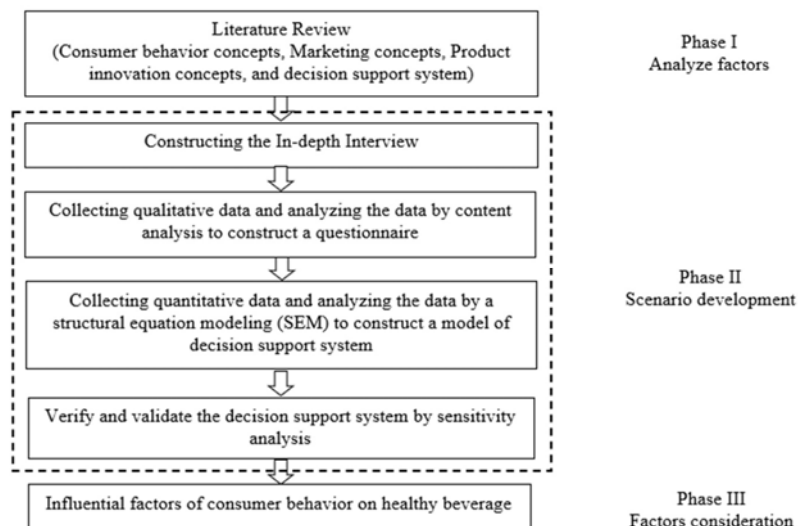 Literature Review
(Consumer behavior concepts, Marketing concepts, Product
innovation concepts, and decision support system)
Phase I
Analyze factors
Constructing the In-depth Interview
Collecting qualitative data and analyzing the data by content
analysis to construct a questionnaire
Collecting quantitative data and analyzing the data by a
structural equation modeling (SEM) to construct a model of
decision support system
Verify and validate the decision support system by sensitivity
analysis
Phase II
Scenario development
Influential factors of consumer behavior on healthy beverage
Phase III
Factors consideration